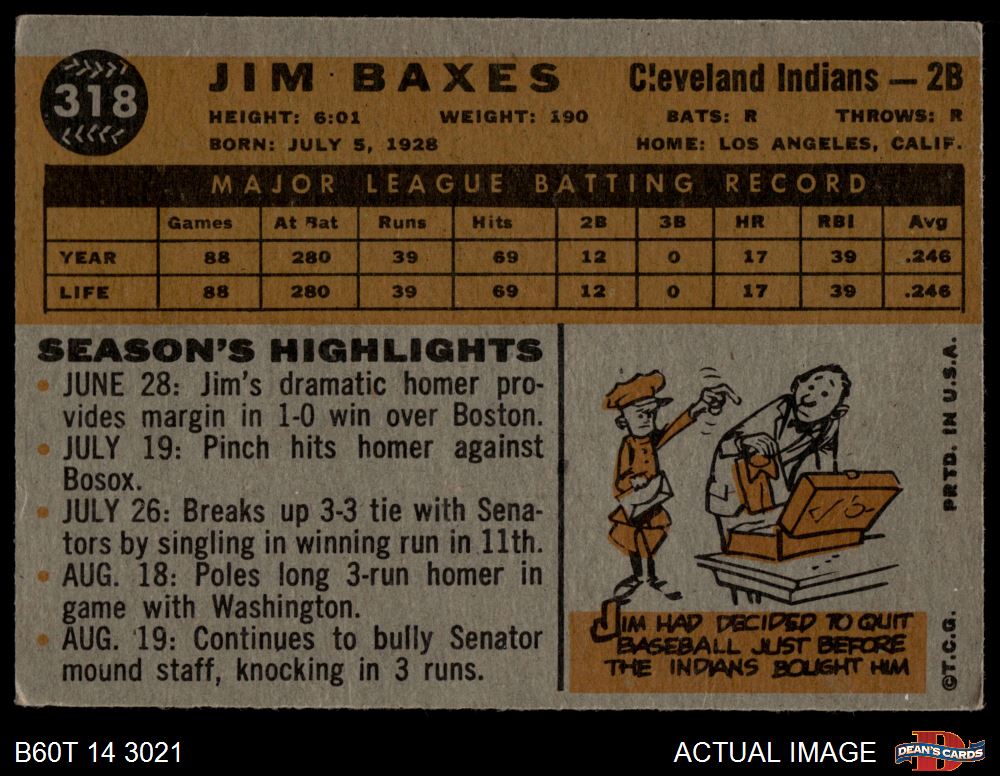 318
JIM BAXES
Cleveland Indians — 2B
HEIGHT: 6:01 WEIGHT: 190 BATS: R THROWS: R
BORN: JULY 5, 1928 HOME: LOS ANGELES, CALIF.
MAJOR LEAGUE BATTING RECORD
Games At Bat Runs Hits 2B 3B HR RBI Avg
YEAR 88 280 39 69 12 0 17 39 .246
LIFE 88 280 39 69 12 0 17 39 .246
SEASON'S HIGHLIGHTS
• JUNE 28: Jim's dramatic homer pro-
vides margin in 1-0 win over Boston.
• JULY 19: Pinch hits homer against
Bosox.
• JULY 26: Breaks up 3-3 tie with Sena-
tors by singling in winning run in 11th.
• AUG. 18: Poles long 3-run homer in
game with Washington.
• AUG. 19: Continues to bully Senator
mound staff, knocking in 3 runs.
JIM HAD DECIDED TO QUIT
BASEBALL JUST BEFORE
THE INDIANS BOUGHT HIM
©T.C.G. PRTD. IN U.S.A.
B60T 14 3021
ACTUAL IMAGE
DEAN'S CARDS